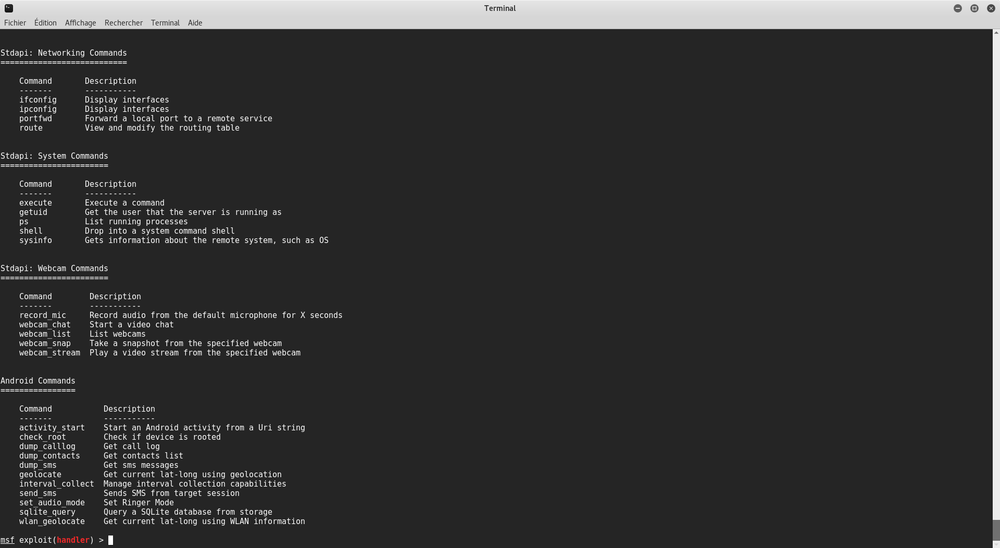 Terminal
Fichier Édition Affichage Rechercher Terminal Aide
Stdapi: Networking Commands
===========================
Command Description
------- -----------
ifconfig Display interfaces
ipconfig Display interfaces
portfwd Forward a local port to a remote service
route View and modify the routing table
Stdapi: System Commands
=======================
Command Description
------- -----------
execute Execute a command
getuid Get the user that the server is running as
ps List running processes
shell Drop into a system command shell
sysinfo Gets information about the remote system, such as OS
Stdapi: Webcam Commands
=======================
Command Description
------- -----------
record_mic Record audio from the default microphone for X seconds
webcam_chat Start a video chat
webcam_list List webcams
webcam_snap Take a snapshot from the specified webcam
webcam_stream Play a video stream from the specified webcam
Android Commands
================
Command Description
------- -----------
activity_start Start an Android activity from a Uri string
check_root Check if device is rooted
dump_calllog Get call log
dump_contacts Get contacts list
dump_sms Get sms messages
geolocate Get current lat-long using geolocation
interval_collect Manage interval collection capabilities
send_sms Sends SMS from target session
set_audio_mode Set Ringer Mode
sqlite_query Query a SQLite database from storage
wlan_geolocate Get current lat-long using WLAN information
msf exploit(handler) >